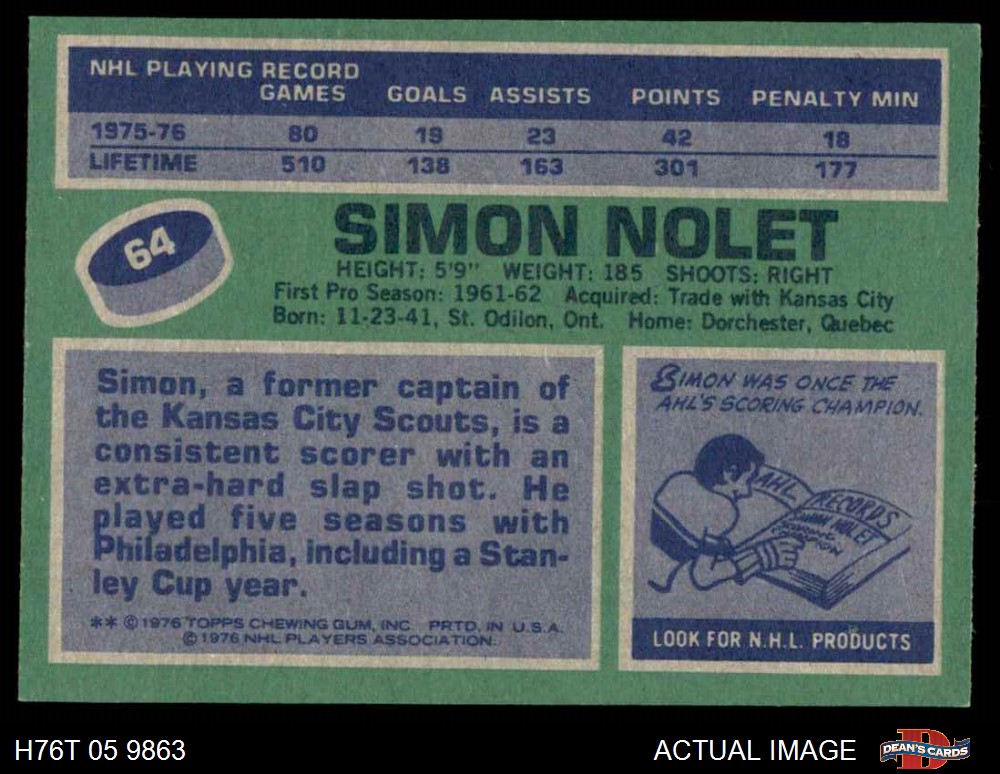 NHL PLAYING RECORD
GAMES GOALS ASSISTS POINTS PENALTY MIN
1975-76 80 19 23 42 18
LIFETIME 510 138 163 301 177
64
SIMON NOLET
HEIGHT: 5'9" WEIGHT: 185 SHOOTS: RIGHT
First Pro Season: 1961-62 Acquired: Trade with Kansas City
Born: 11-23-41, St. Odilon, Ont. Home: Dorchester, Quebec
Simon, a former captain of
the Kansas City Scouts, is a
consistent scorer with an
extra-hard slap shot. He
played five seasons with
Philadelphia, including a Stan-
ley Cup year.
** © 1976 TOPPS CHEWING GUM, INC. PRTD. IN U.S.A.
© 1976 NHL PLAYERS ASSOCIATION.
SIMON WAS ONCE THE
AHL'S SCORING CHAMPION.
AHL
RECORDS
SIMON NOLET
SCORING
CHAMPION
LOOK FOR N.H.L. PRODUCTS
H76T 05 9863
ACTUAL IMAGE
DEAN'S CARDS